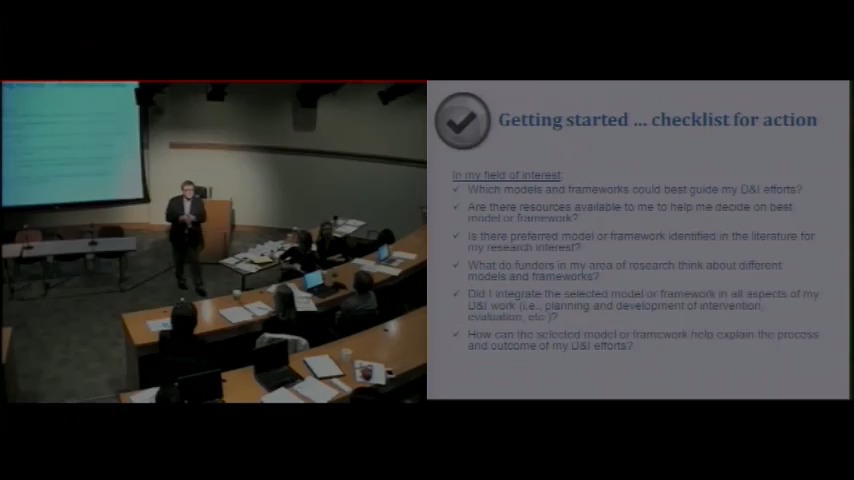 Getting started ... checklist for action
In my field of interest:
Which models and frameworks could best guide my D&I efforts?
Are there resources available to me to help me decide on best
model or framework?
Is there preferred model or framework identified in the literature for
my research interest?
What do funders in my area of research think about different
models and frameworks?
Did I integrate the selected model or framework in all aspects of my
D&I work (i.e., planning and development of intervention,
evaluation, etc.)?
How can the selected model or framework help explain the process
and outcome of my D&I efforts?